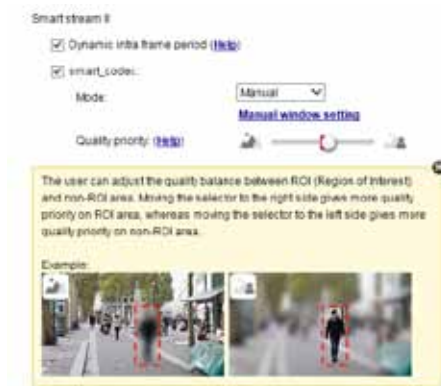 Smart stream II
Dynamic intra frame period (Help)
smart_codec:
Mode: Manual
Manual window setting
Quality priority: (Help)
The user can adjust the quality balance between ROI (Region of Interest)
and non-ROI area. Moving the selector to the right side gives more quality
priority on ROI area, whereas moving the selector to the left side gives more
quality priority on non-ROI area.
Example: